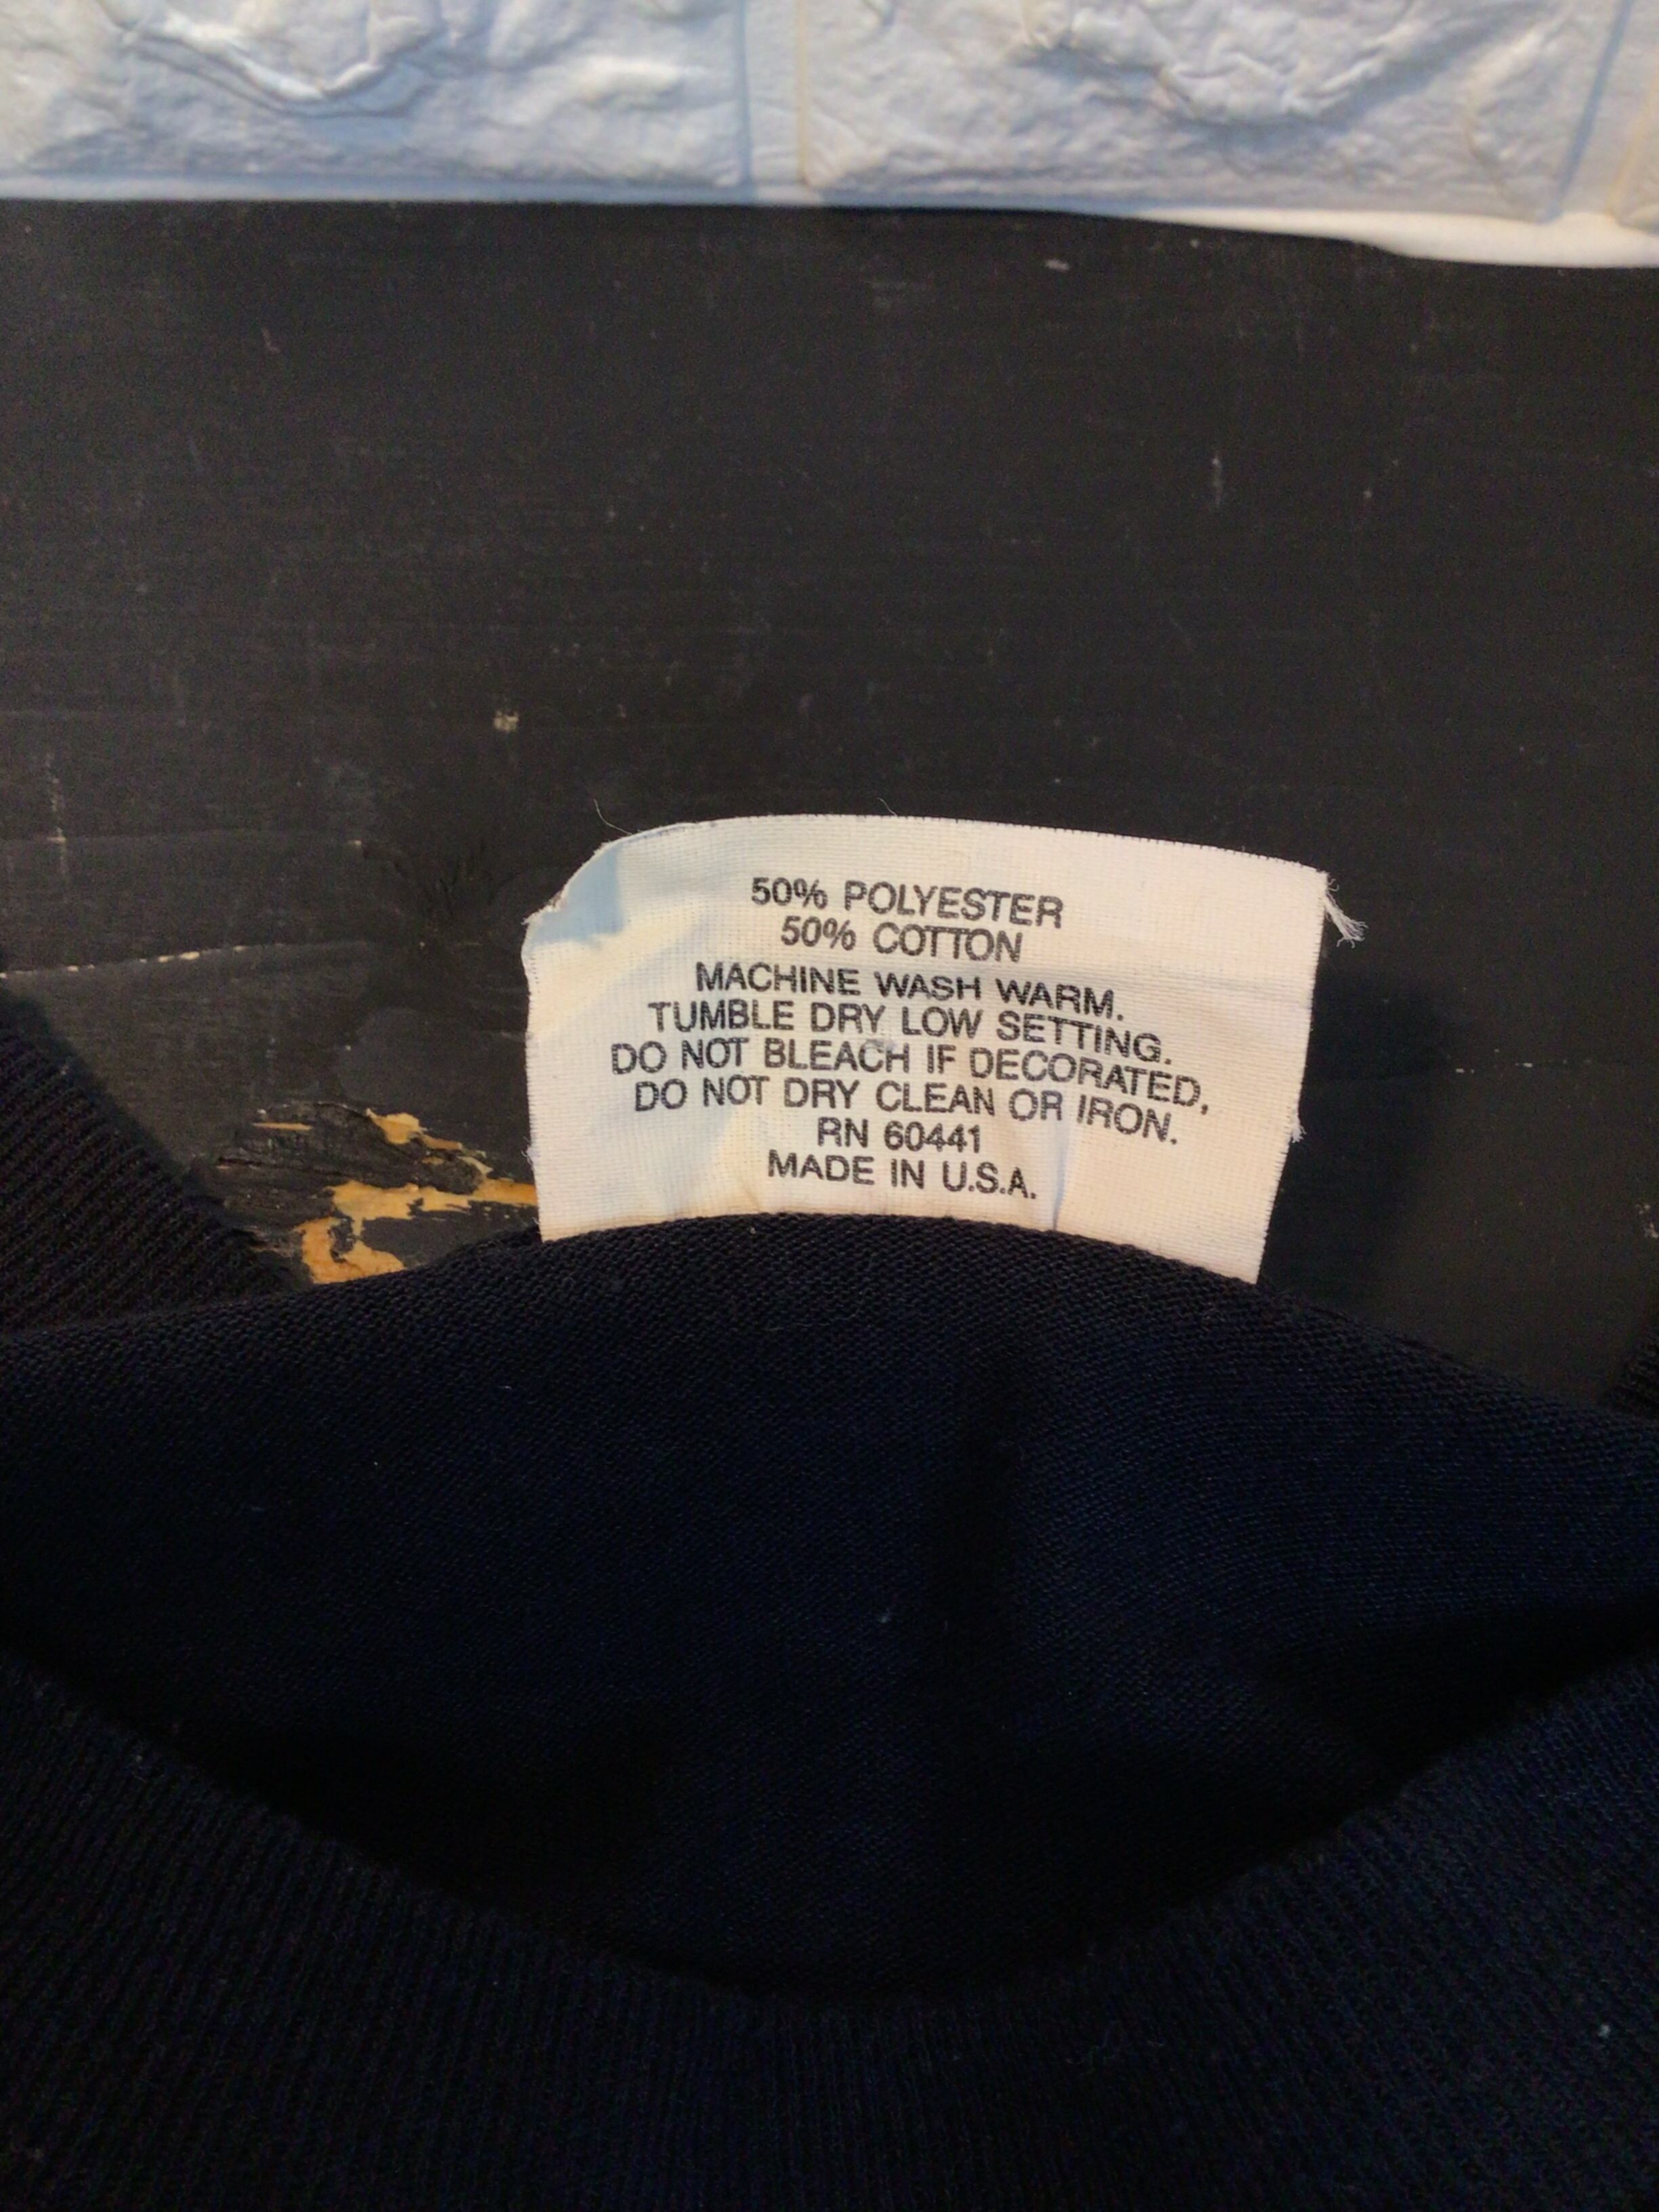 50% POLYESTER
50% COTTON
MACHINE WASH WARM.
TUMBLE DRY LOW SETTING.
DO NOT BLEACH IF DECORATED,
DO NOT DRY CLEAN OR IRON.
RN 60441
MADE IN U.S.A.